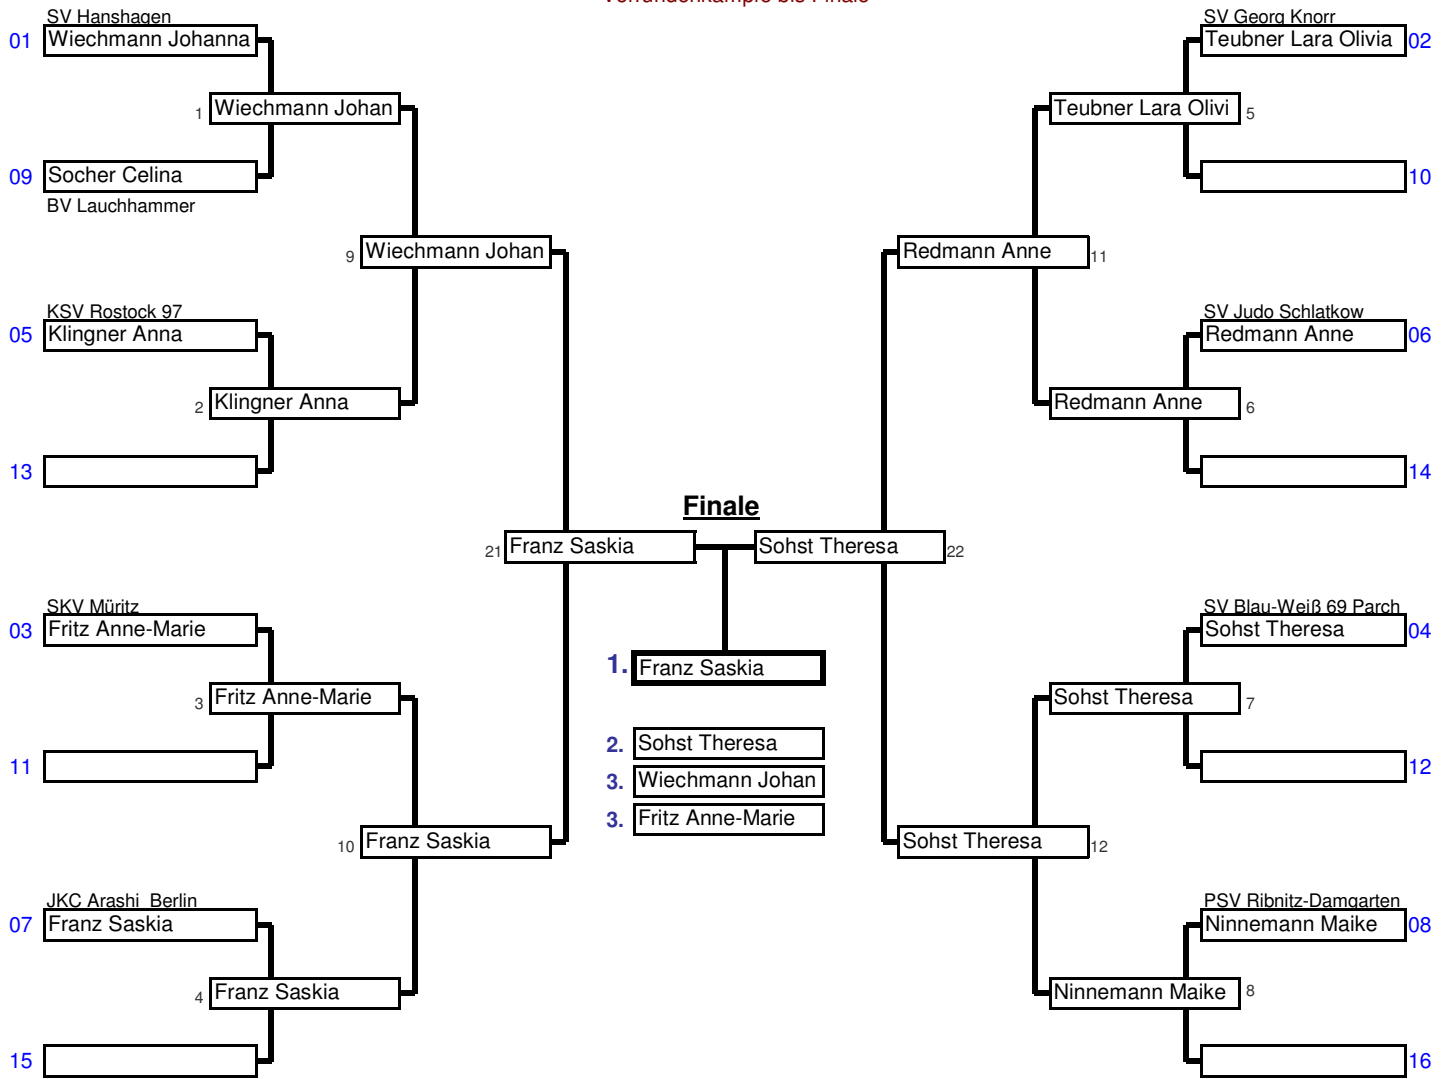 Vorrundenkämpfe bis Finale
SV Hanshagen
01 Wiechmann Johanna
1 Wiechmann Johan
09 Socher Celina
BV Lauchhammer
9 Wiechmann Johan
KSV Rostock 97
05 Klingner Anna
2 Klingner Anna
13
21 Franz Saskia
SKV Müritz
03 Fritz Anne-Marie
3 Fritz Anne-Marie
11
10 Franz Saskia
JKC Arashi Berlin
07 Franz Saskia
4 Franz Saskia
15
Finale
1. Franz Saskia
2. Sohst Theresa
3. Wiechmann Johan
3. Fritz Anne-Marie
SV Georg Knorr
Teubner Lara Olivia 02
Teubner Lara Olivi 5
10
Redmann Anne 11
SV Judo Schlatkow
Redmann Anne 06
Redmann Anne 6
14
Sohst Theresa 22
SV Blau-Weiß 69 Parch
Sohst Theresa 04
Sohst Theresa 7
12
Sohst Theresa 12
PSV Ribnitz-Damgarten
Ninnemann Maike 08
Ninnemann Maike 8
16